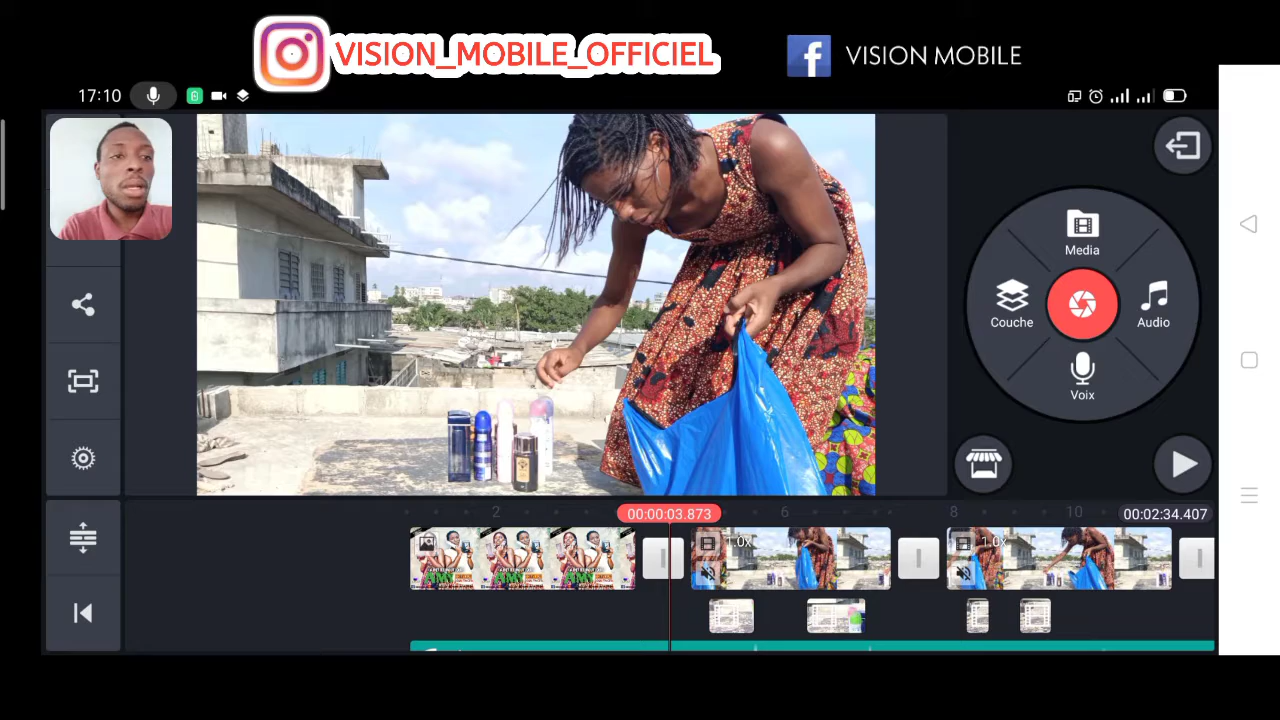 VISION_MOBILE_OFFICIEL
VISION MOBILE
17:10
Media
Couche
Audio
Voix
00:00:03.873
2
6
8
10
00:02:34.407
1.0x
1.0x